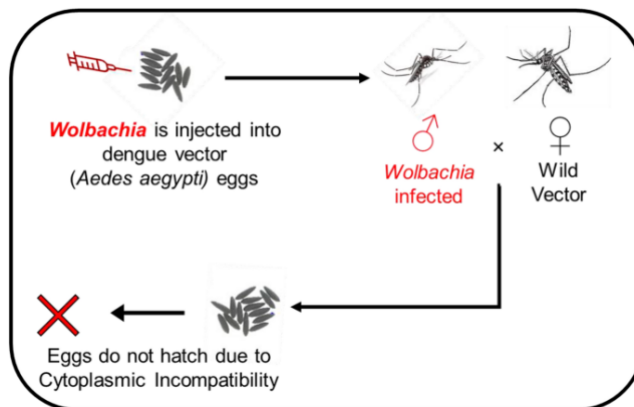 Wolbachia is injected into
dengue vector
(Aedes aegypti) eggs
♂
Wolbachia
infected
×
♀
Wild
Vector
Eggs do not hatch due to
Cytoplasmic Incompatibility